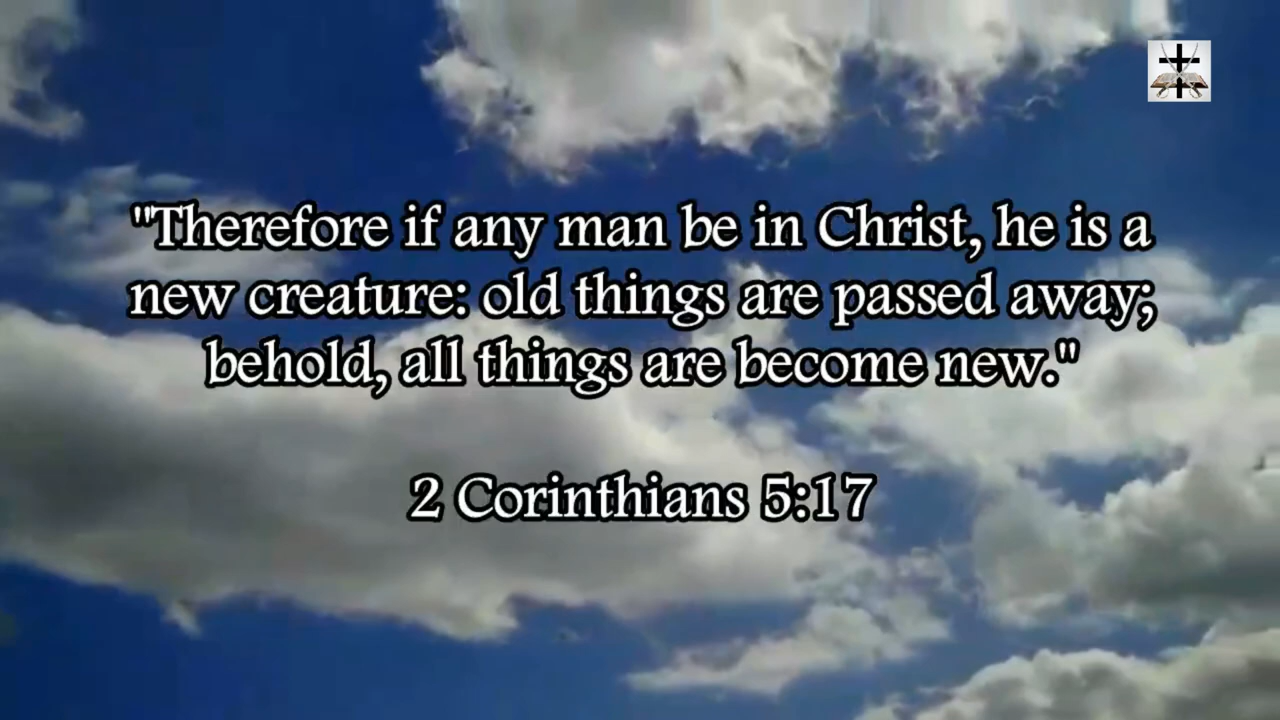 "Therefore if any man be in Christ, he is a
new creature: old things are passed away;
behold, all things are become new."
2 Corinthians 5:17